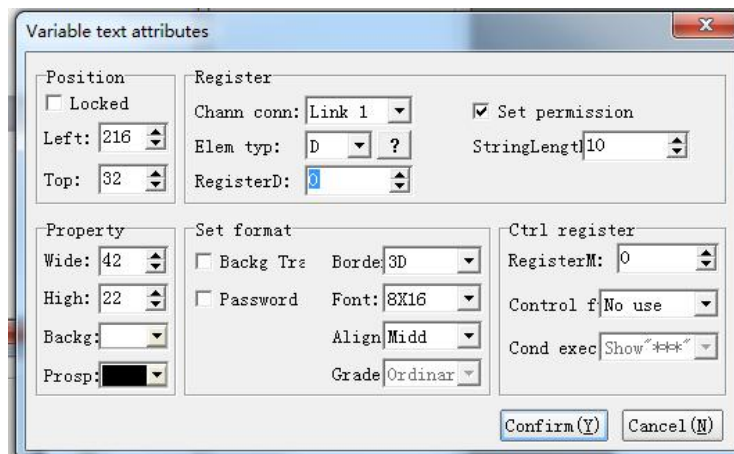 Variable text attributes
Position
Locked
Left: 216
Top: 32
Register
Chann conn: Link 1
Set permission
Elem typ: D ?
StringLengtl 10
RegisterD: 0
Property
Wide: 42
High: 22
Backg:
Prosp:
Set format
Backg Tra
Borde: 3D
Password
Font: 8X16
Align Midd
Grade Ordinar
Ctrl register
RegisterM: 0
Control f No use
Cond exec Show"***"
Confirm(Y)
Cancel(N)